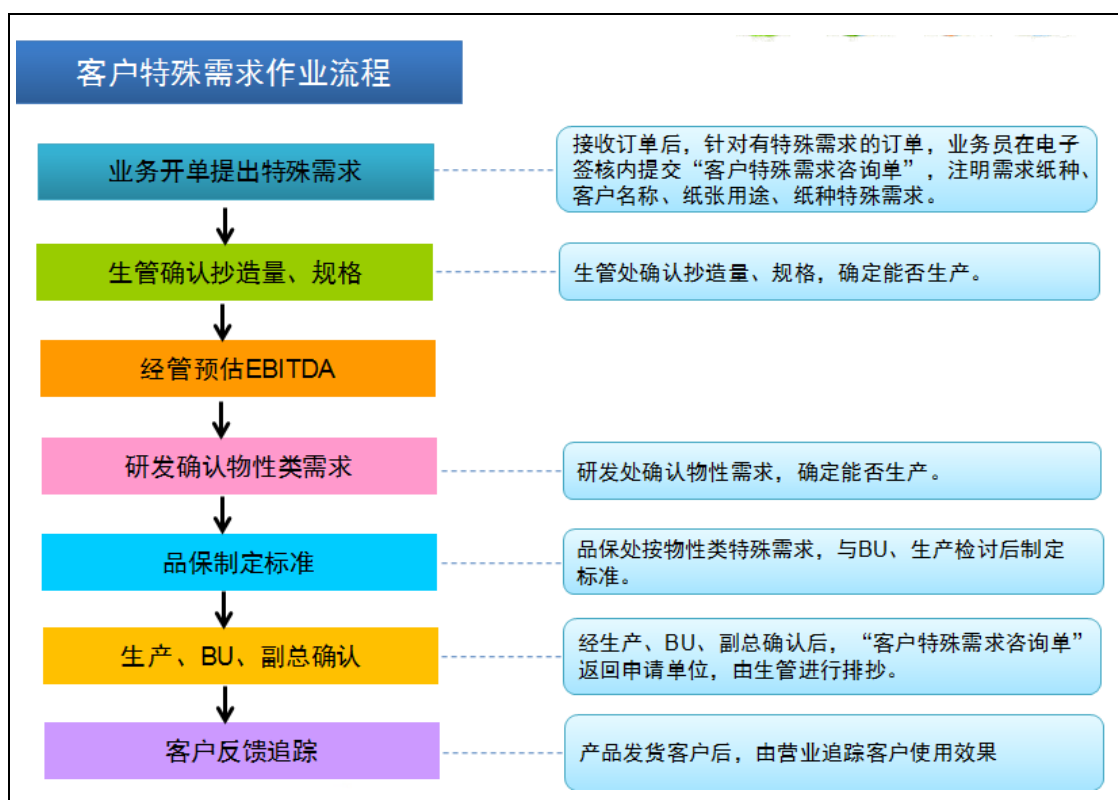 客户特殊需求作业流程
业务开单提出特殊需求
接收订单后，针对有特殊需求的订单，业务员在电子
签核内提交“客户特殊需求咨询单”，注明需求纸种、
客户名称、纸张用途、纸种特殊需求。
生管确认抄造量、规格
生管处确认抄造量、规格，确定能否生产。
经管预估EBITDA
研发确认物性类需求
研发处确认物性需求，确定能否生产。
品保制定标准
品保处按物性类特殊需求，与BU、生产检讨后制定
标准。
生产、BU、副总确认
经生产、BU、副总确认后，“客户特殊需求咨询单”
返回申请单位，由生管进行排抄。
客户反馈追踪
产品发货客户后，由营业追踪客户使用效果